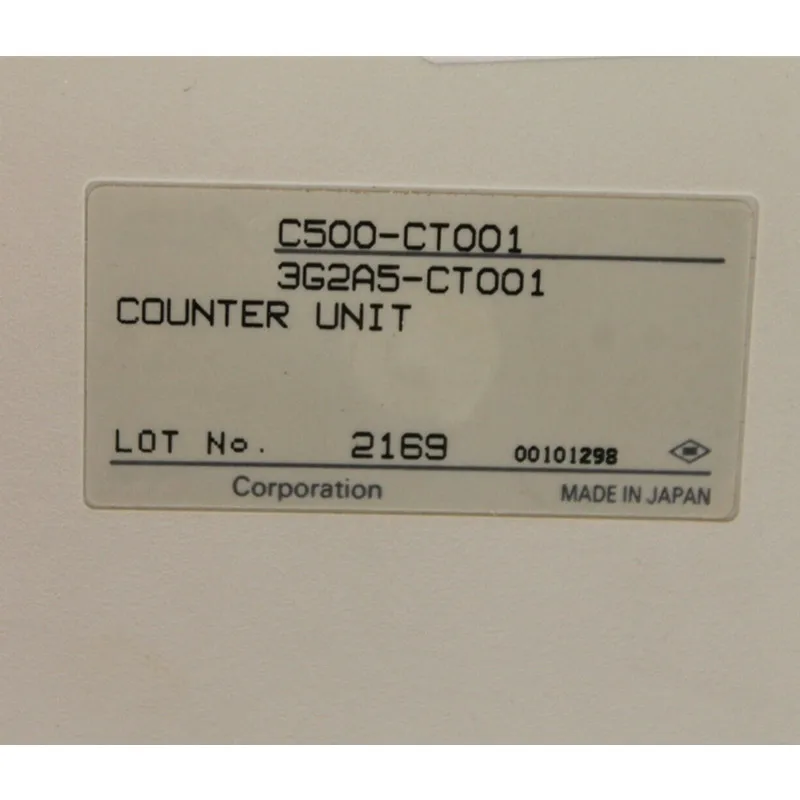 C500-CT001
3G2A5-CT001
COUNTER UNIT
LOT No. 2169 00101298
Corporation MADE IN JAPAN